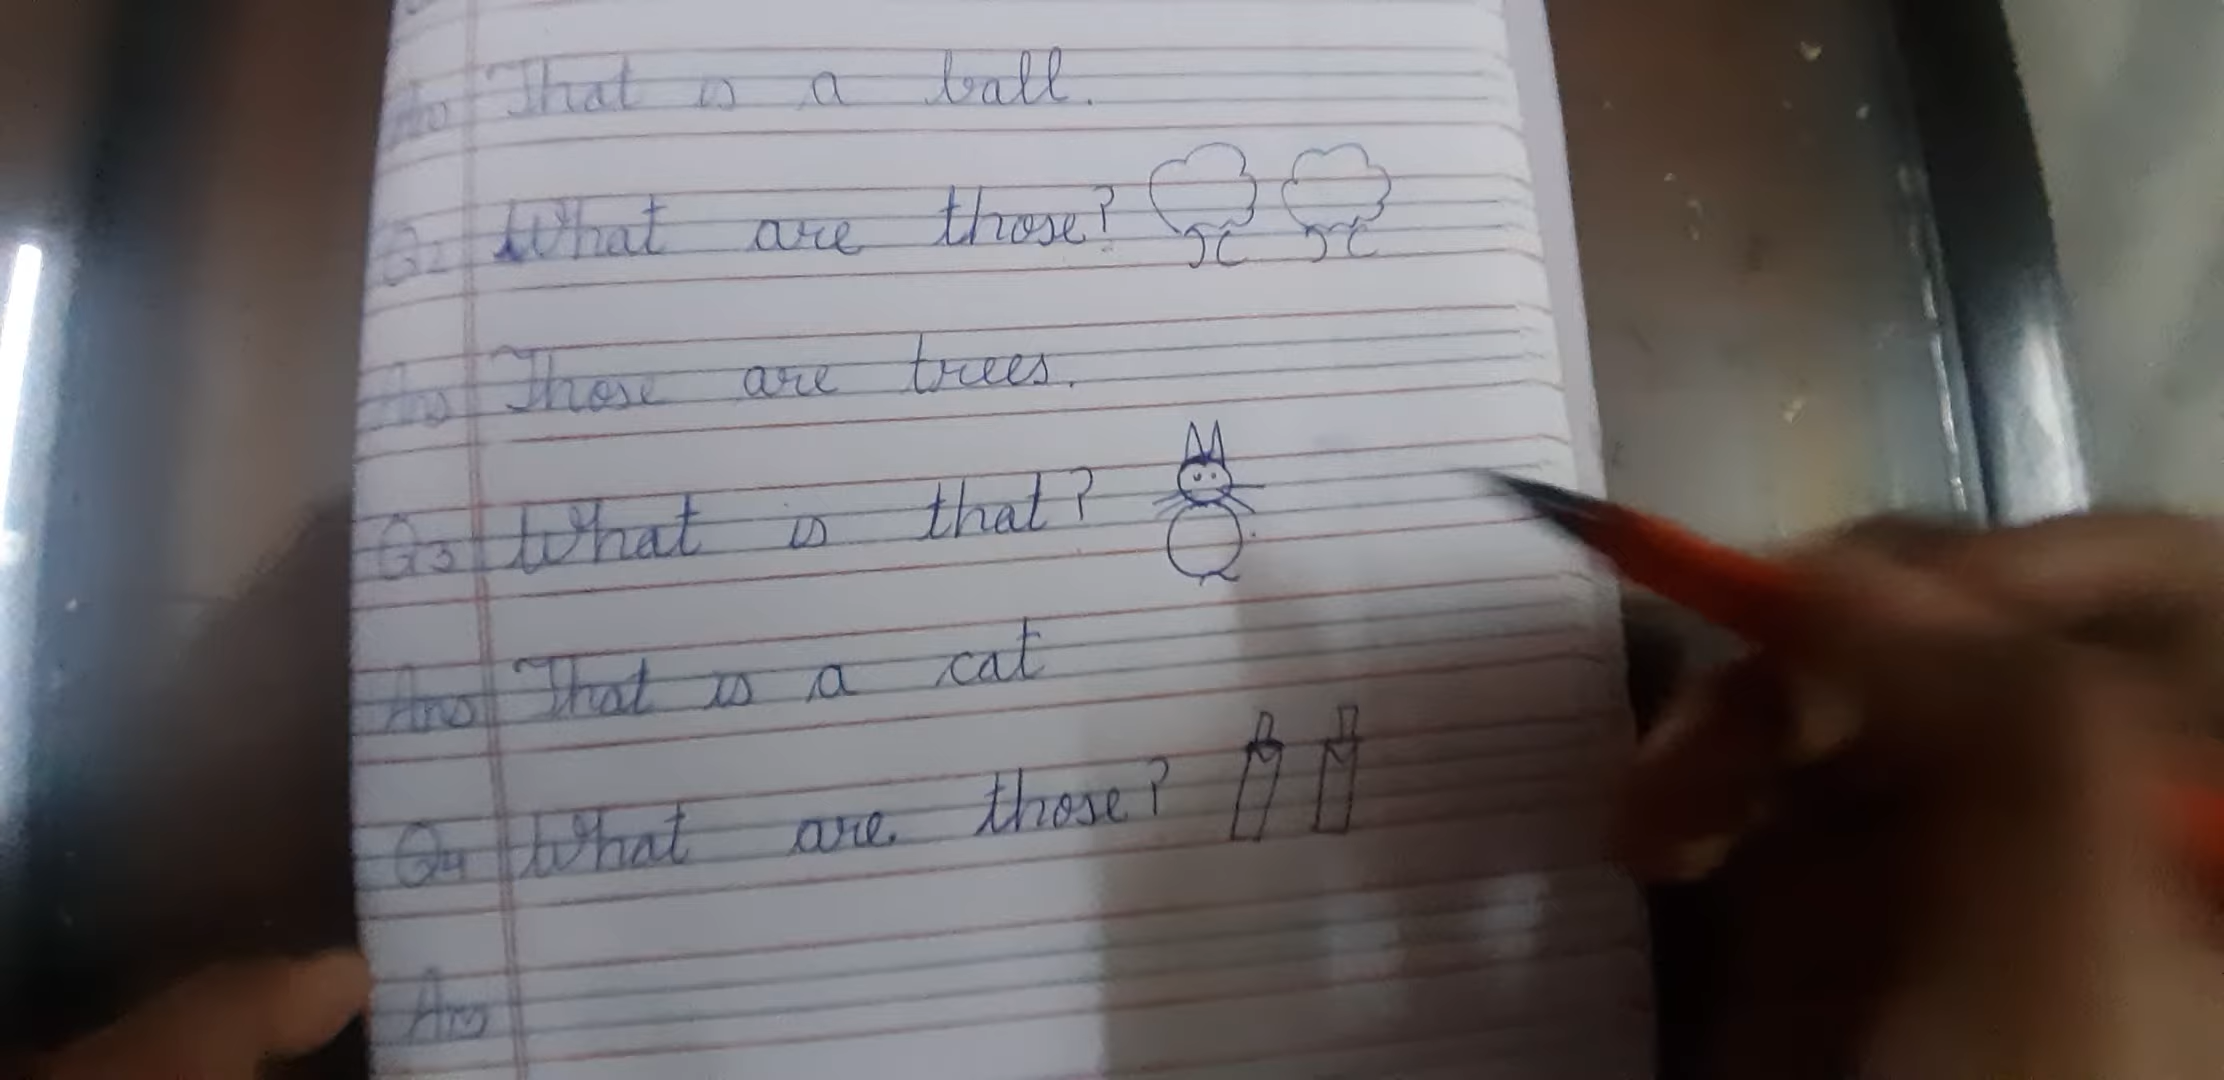 Ans That is a ball.
Q2 What are those?
Ans Those are trees.
Q3 What is that?
Ans That is a cat
Q4 What are those?
Ans